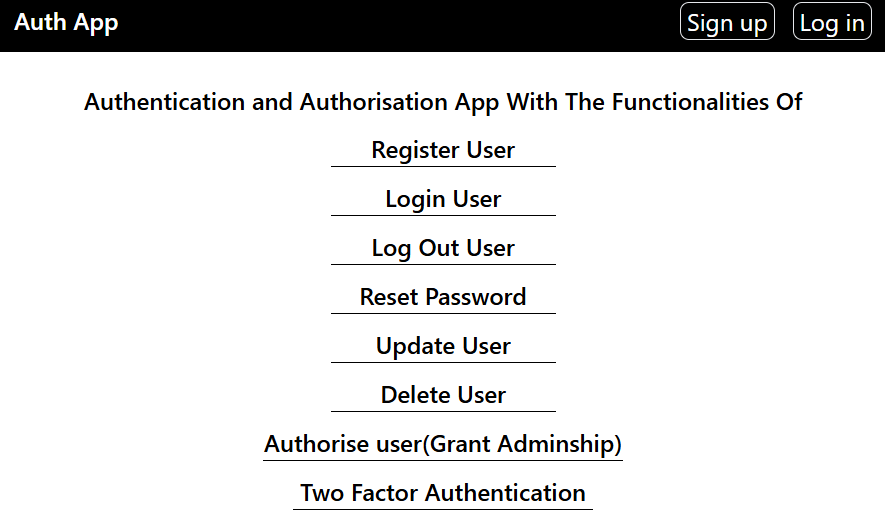 Auth App Sign up Log in
Authentication and Authorisation App With The Functionalities Of
Register User
Login User
Log Out User
Reset Password
Update User
Delete User
Authorise user(Grant Adminship)
Two Factor Authentication